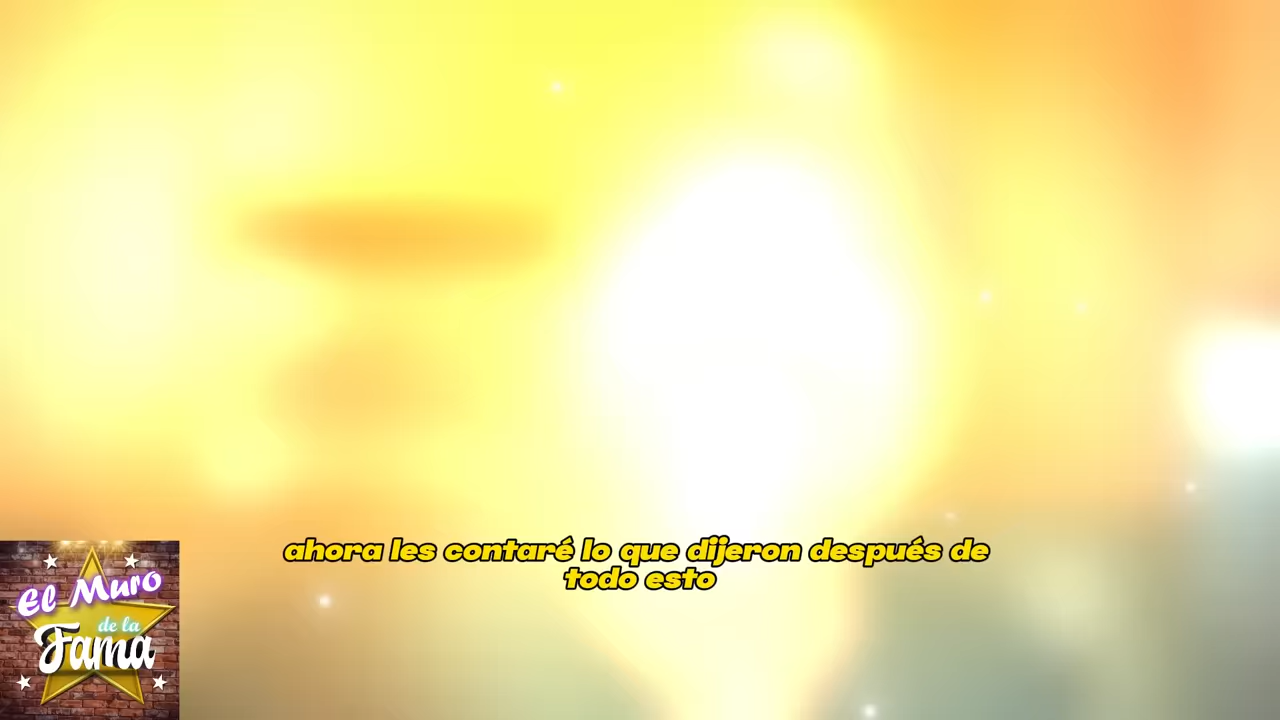 ahora les contaré lo que dijeron después de
todo esto
El Muro
de la
Fama